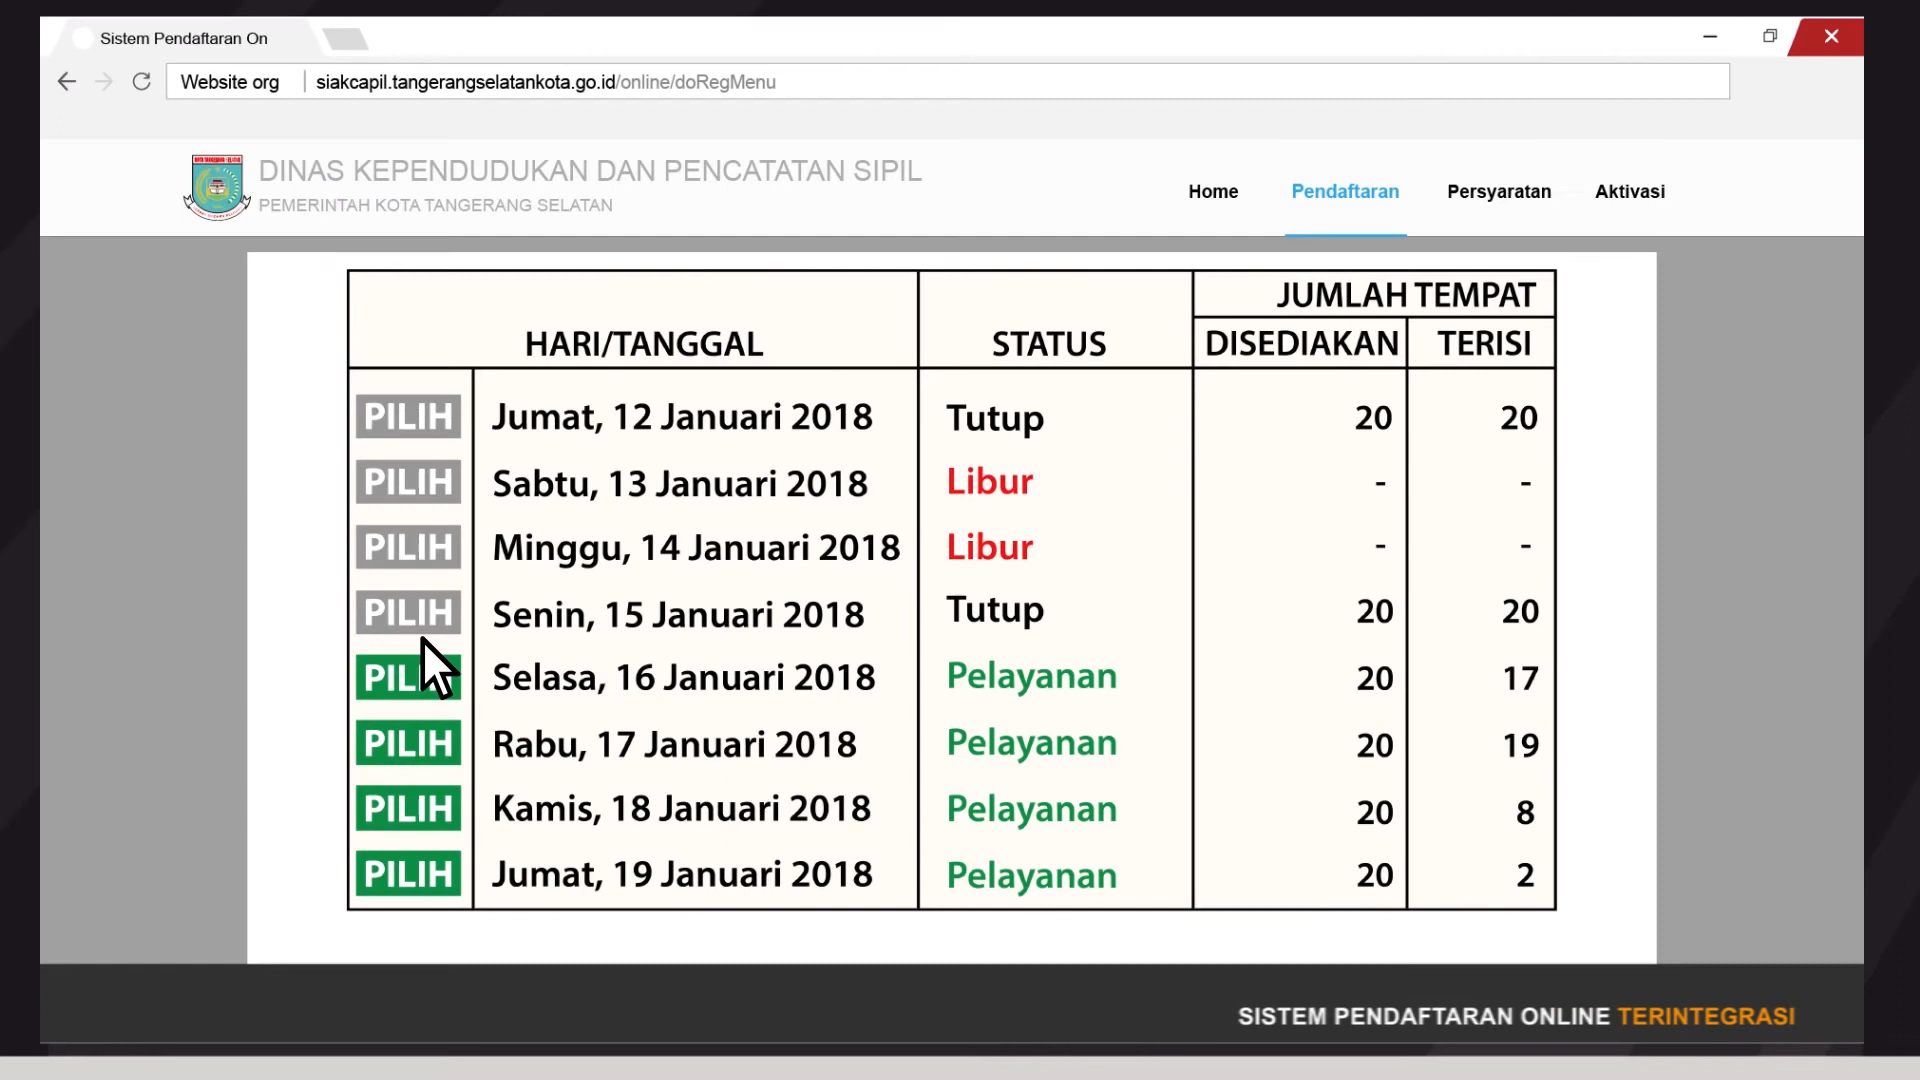 Sistem Pendaftaran On
Website org siakcapil.tangerangselatankota.go.id/online/doRegMenu
DINAS KEPENDUDUKAN DAN PENCATATAN SIPIL
PEMERINTAH KOTA TANGERANG SELATAN
Home Pendaftaran Persyaratan Aktivasi
JUMLAH TEMPAT
HARI/TANGGAL STATUS DISEDIAKAN TERISI
PILIH Jumat, 12 Januari 2018 Tutup 20 20
PILIH Sabtu, 13 Januari 2018 Libur - -
PILIH Minggu, 14 Januari 2018 Libur - -
PILIH Senin, 15 Januari 2018 Tutup 20 20
PILIH Selasa, 16 Januari 2018 Pelayanan 20 17
PILIH Rabu, 17 Januari 2018 Pelayanan 20 19
PILIH Kamis, 18 Januari 2018 Pelayanan 20 8
PILIH Jumat, 19 Januari 2018 Pelayanan 20 2
SISTEM PENDAFTARAN ONLINE TERINTEGRASI